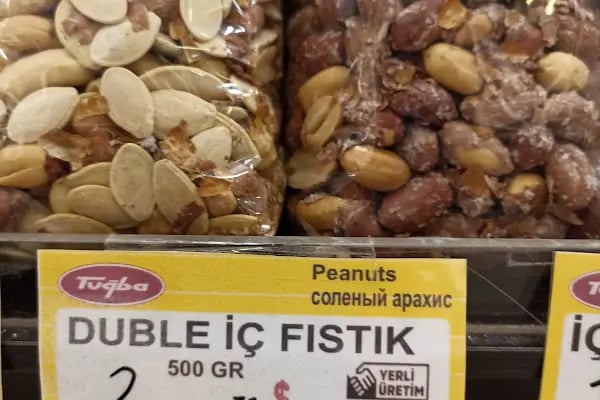 Tuğba
Peanuts
соленый арахис
DUBLE İÇ FISTIK
500 GR
YERLİ
ÜRETİM
$
İÇ